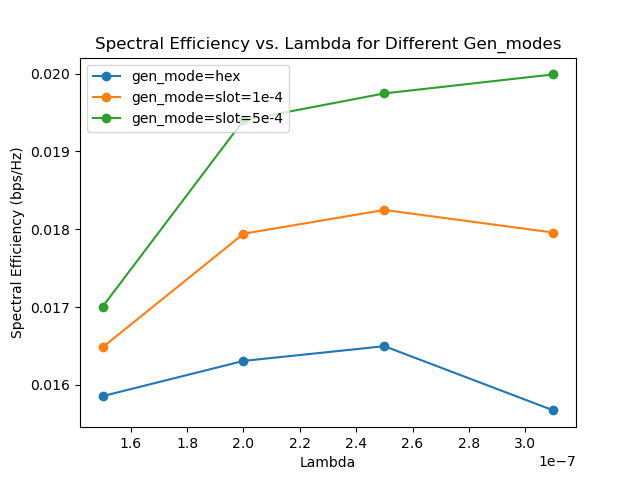 Spectral Efficiency vs. Lambda for Different Gen_modes
gen_mode=hex
gen_mode=slot=1e-4
gen_mode=slot=5e-4
Spectral Efficiency (bps/Hz)
0.020
0.019
0.018
0.017
0.016
1.6 1.8 2.0 2.2 2.4 2.6 2.8 3.0
1e−7
Lambda